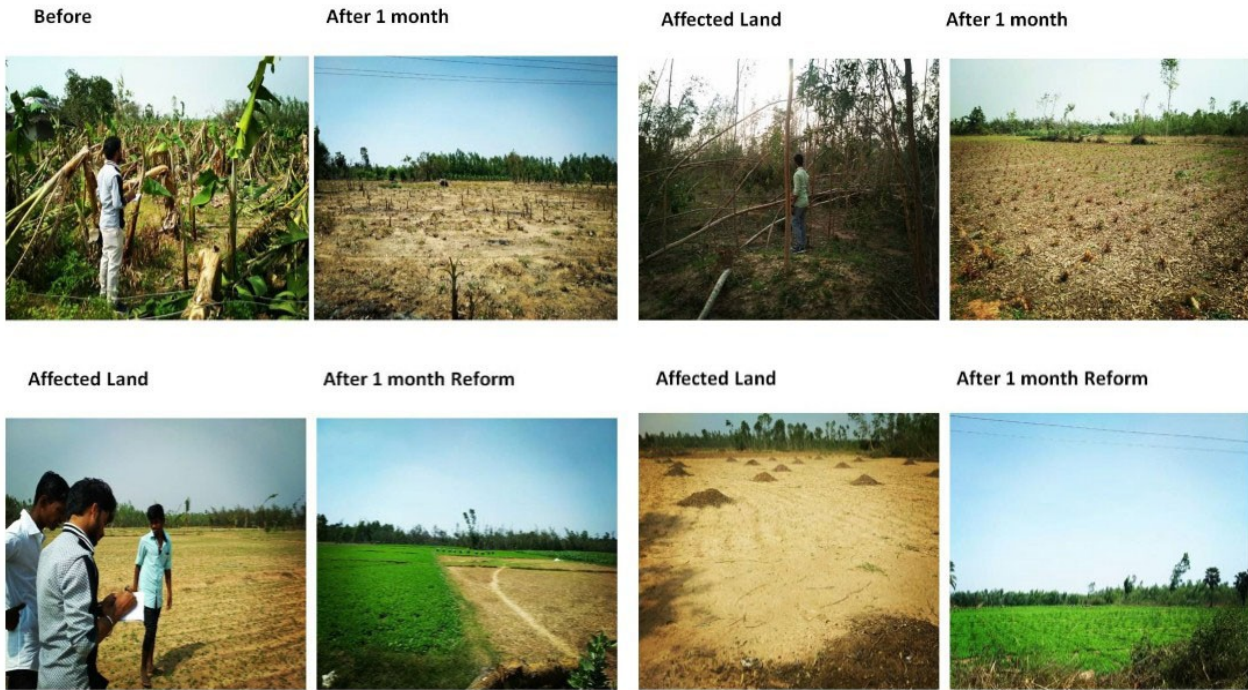 Before
After 1 month
Affected Land
After 1 month
Affected Land
After 1 month Reform
Affected Land
After 1 month Reform